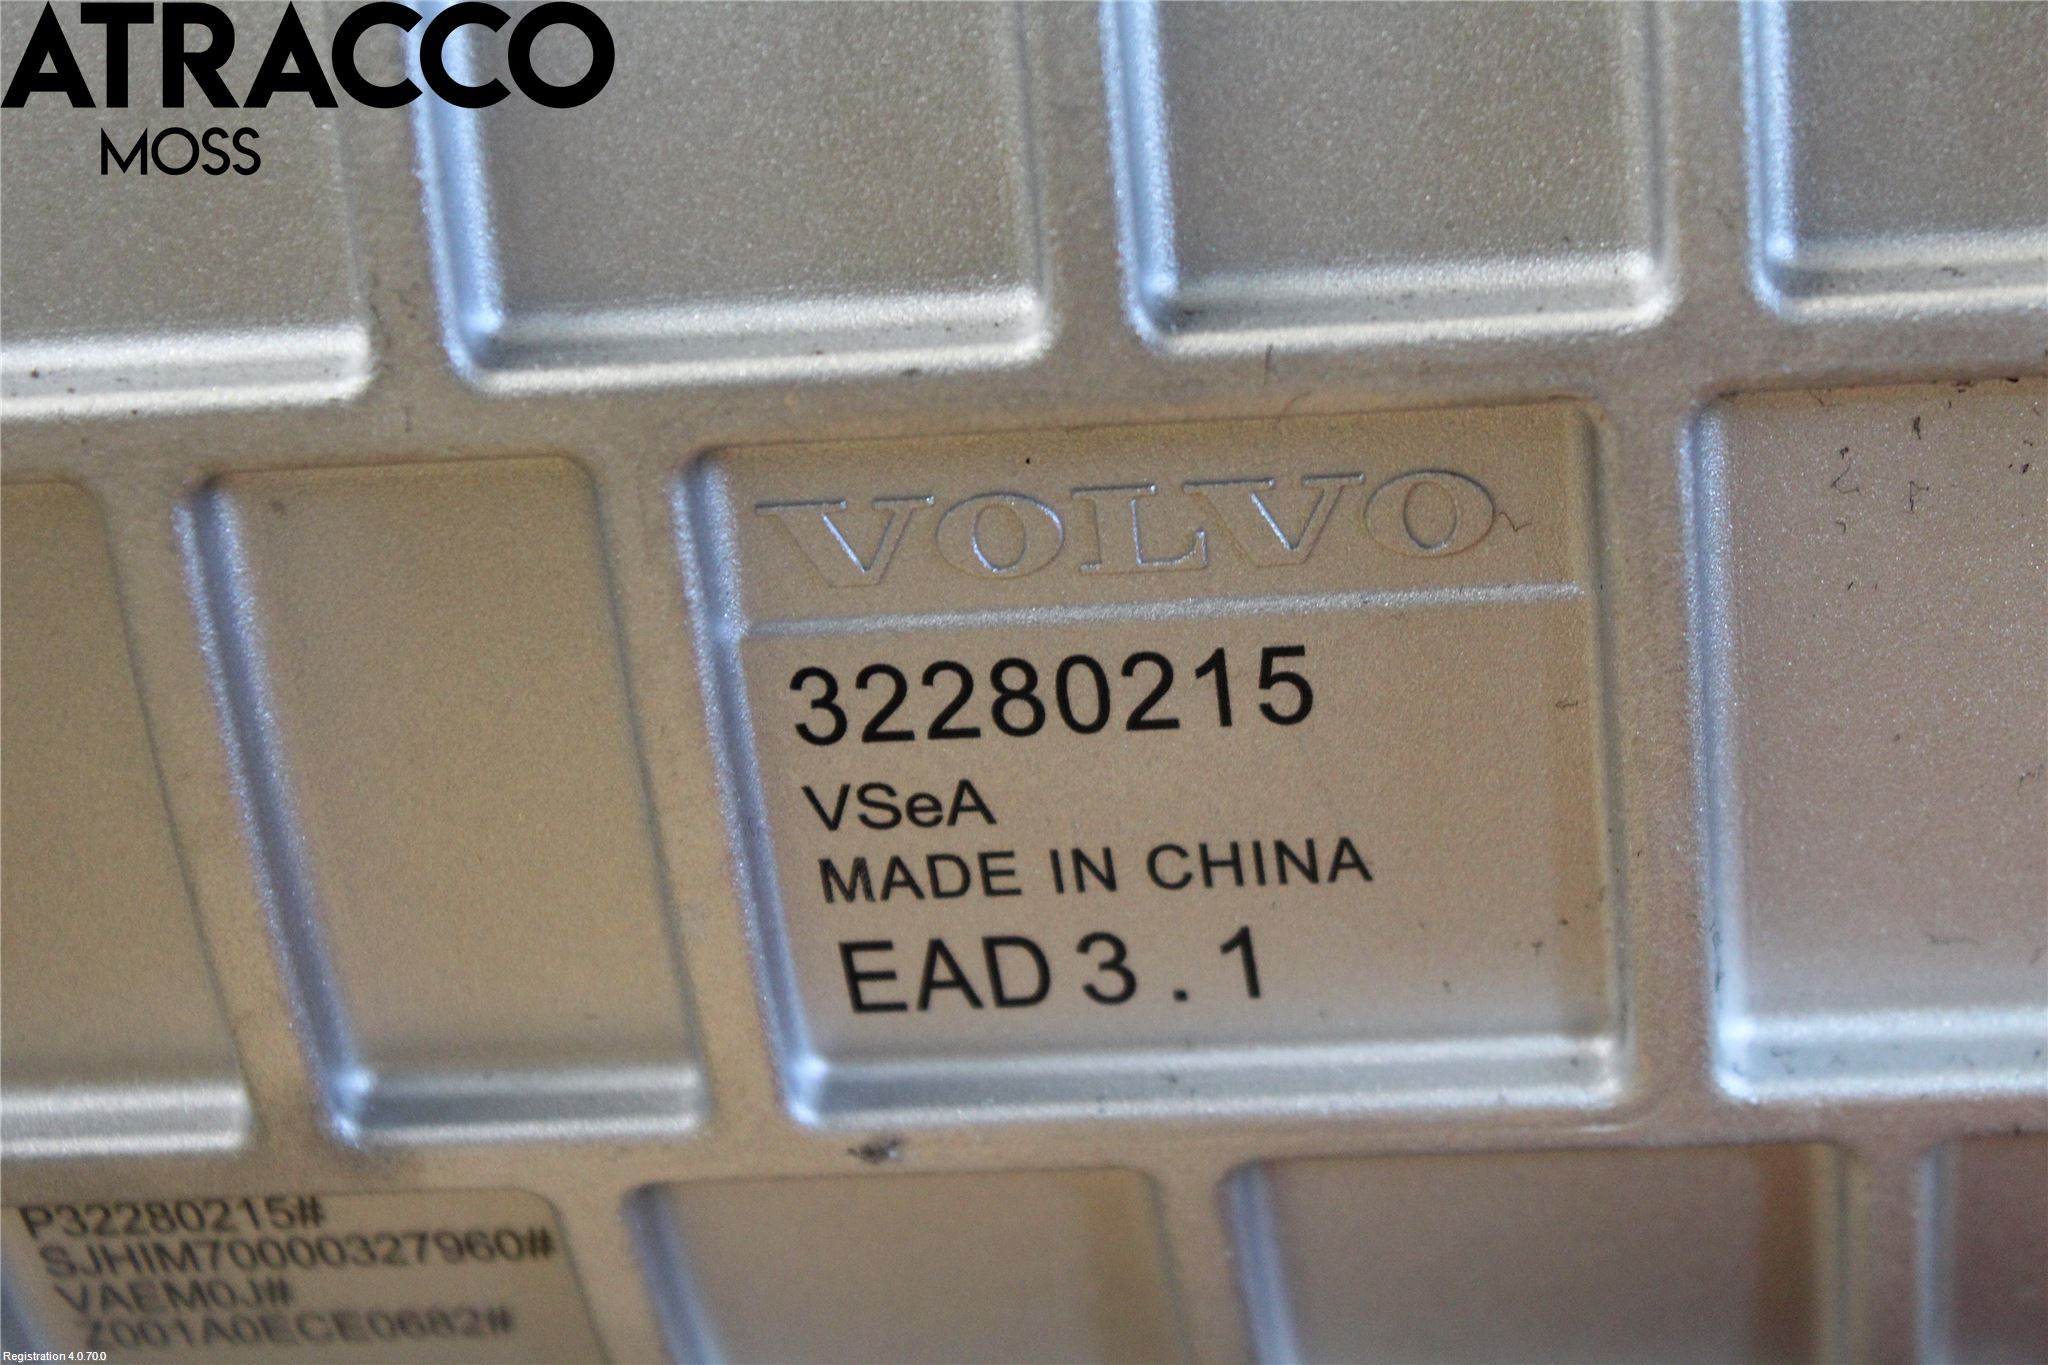 ATRACCO
MOSS
VOLVO
32280215
VSeA
MADE IN CHINA
EAD 3.1
P32280215#
SJHIM70000327960#
VAEM0J#
Z001A0ECE0682#
Registration 4.0.70.0